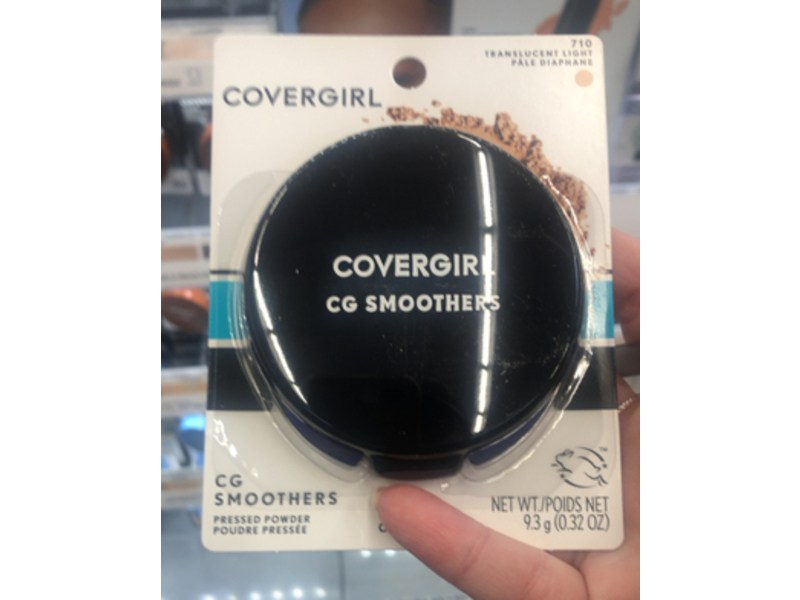 710
TRANSLUCENT LIGHT
PÂLE DIAPHANE
COVERGIRL
COVERGIRL
CG SMOOTHERS
CG
SMOOTHERS
PRESSED POWDER
POUDRE PRESSÉE
NET WT./POIDS NET
9.3 g (0.32 OZ)